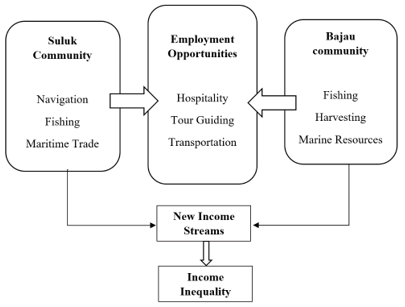 Suluk
Community
Navigation
Fishing
Maritime Trade
Employment
Opportunities
Hospitality
Tour Guiding
Transportation
Bajau
community
Fishing
Harvesting
Marine Resources
New Income
Streams
Income
Inequality